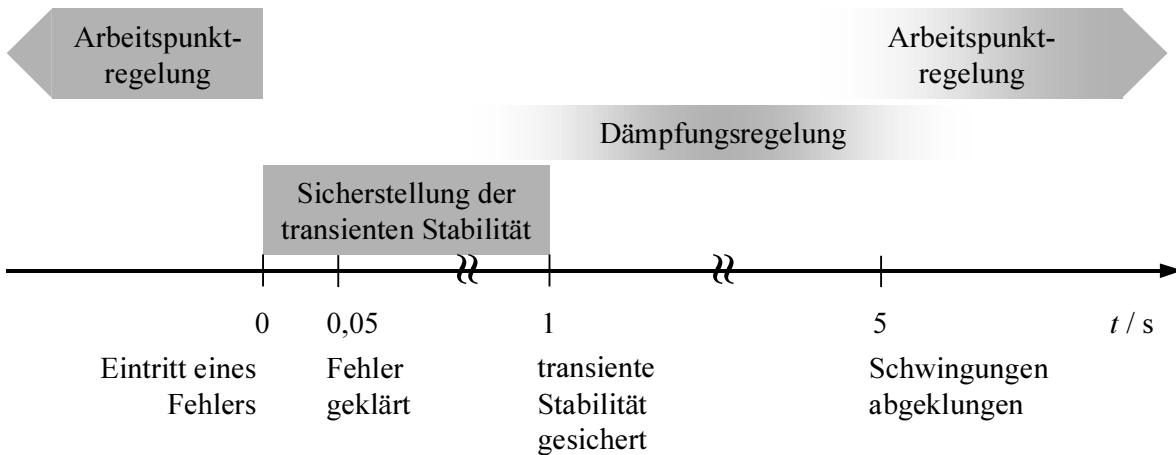 Arbeitspunkt-
regelung
Arbeitspunkt-
regelung
Dämpfungsregelung
Sicherstellung der
transienten Stabilität
0
0,05
1
5
t / s
Eintritt eines
Fehlers
Fehler
geklärt
transiente
Stabilität
gesichert
Schwingungen
abgeklungen